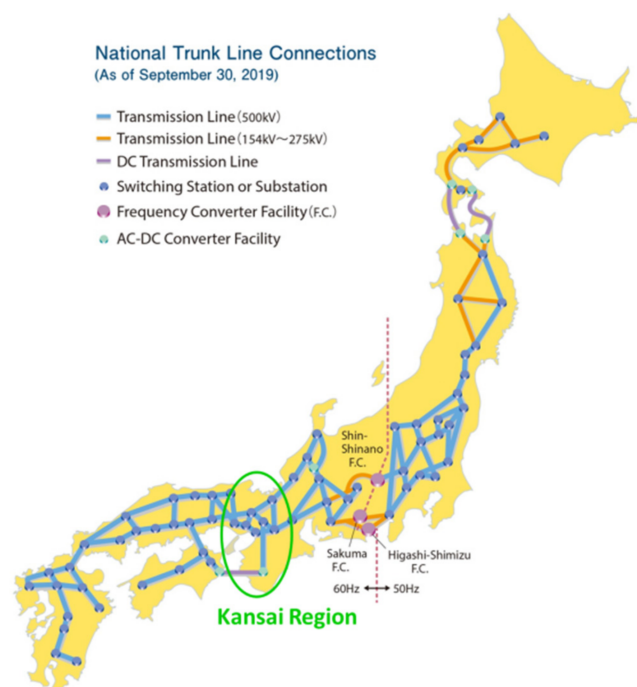 National Trunk Line Connections
(As of September 30, 2019)
Transmission Line(500kV)
Transmission Line(154kV～275kV)
DC Transmission Line
Switching Station or Substation
Frequency Converter Facility(F.C.)
AC-DC Converter Facility
Shin-
Shinano
F.C.
Sakuma
F.C.
Higashi-Shimizu
F.C.
60Hz
50Hz
Kansai Region